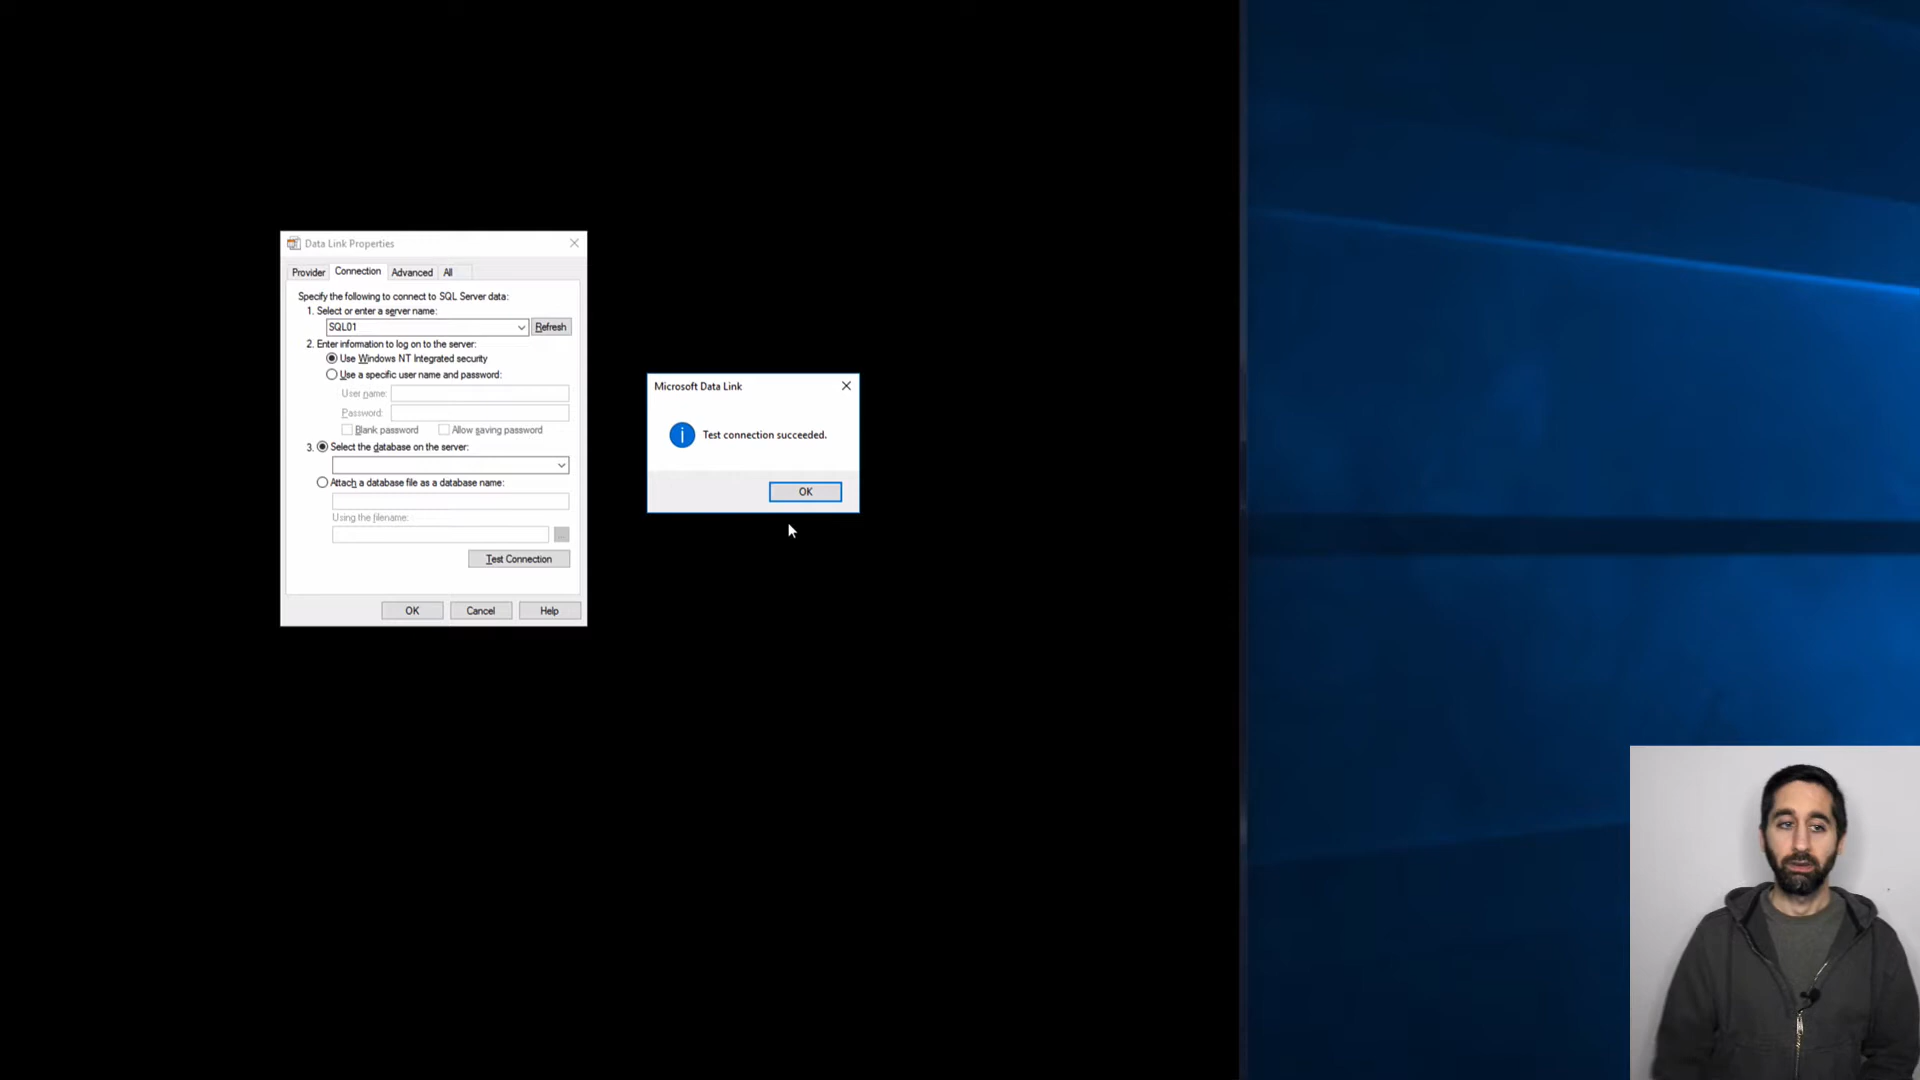 Data Link Properties
Provider Connection Advanced All
Specify the following to connect to SQL Server data:
1. Select or enter a server name:
SQL01
Refresh
2. Enter information to log on to the server:
Use Windows NT Integrated security
Use a specific user name and password:
User name:
Password:
Blank password Allow saving password
3. Select the database on the server:
Attach a database file as a database name:
Using the filename:
...
Test Connection
OK Cancel Help
Microsoft Data Link
Test connection succeeded.
OK